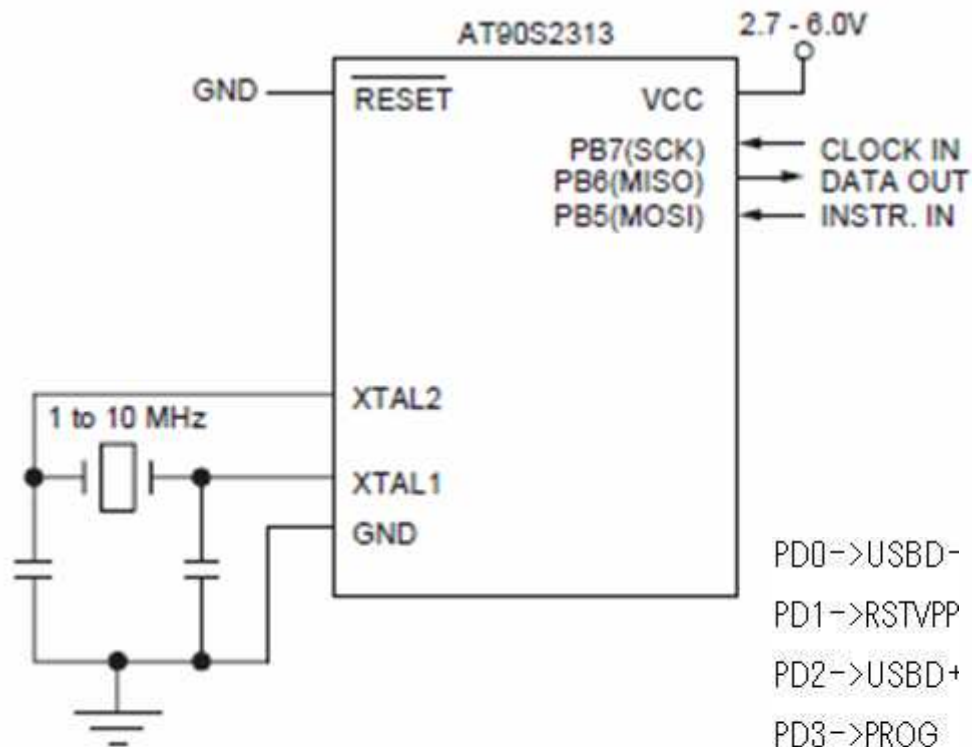 AT90S2313
2.7 - 6.0V
GND
RESET
VCC
PB7(SCK)
CLOCK IN
PB6(MISO)
DATA OUT
PB5(MOSI)
INSTR. IN
XTAL2
1 to 10 MHz
XTAL1
GND
PD0->USBD-
PD1->RSTVPP
PD2->USBD+
PD3->PROG